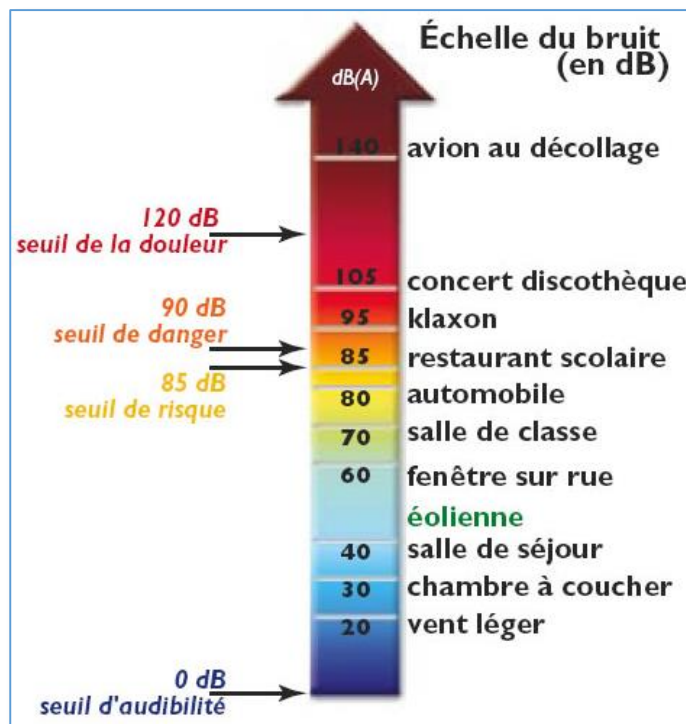 Échelle du bruit
(en dB)
dB(A)
140 avion au décollage
120 dB
seuil de la douleur
105 concert discothèque
95 klaxon
90 dB
seuil de danger
85 restaurant scolaire
85 dB
seuil de risque
80 automobile
70 salle de classe
60 fenêtre sur rue
éolienne
40 salle de séjour
30 chambre à coucher
20 vent léger
0 dB
seuil d'audibilité